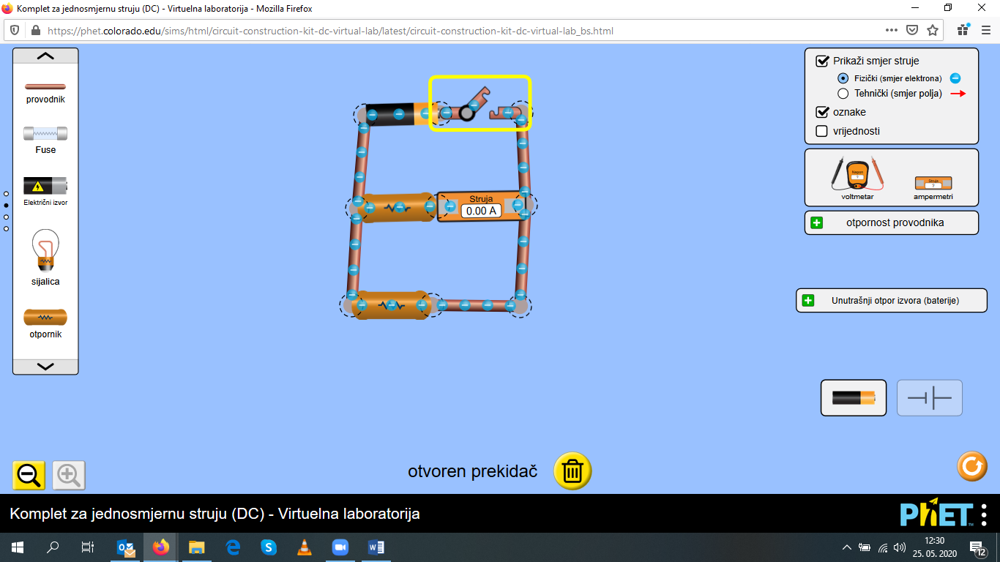 Komplet za jednosmjernu struju (DC) - Virtuelna laboratorija - Mozilla Firefox
https://phet.colorado.edu/sims/html/circuit-construction-kit-dc-virtual-lab/latest/circuit-construction-kit-dc-virtual-lab_bs.html
provodnik
Fuse
Električni izvor
sijalica
otpornik
Struja
0.00 A
Prikaži smjer struje
Fizički (smjer elektrona)
Tehnički (smjer polja)
oznake
vrijednosti
Napon
?
Struja
?
voltmetar ampermetri
otpornost provodnika
Unutrašnji otpor izvora (baterije)
otvoren prekidač
Komplet za jednosmjernu struju (DC) - Virtuelna laboratorija
PhET
12:30
25. 05. 2020
12